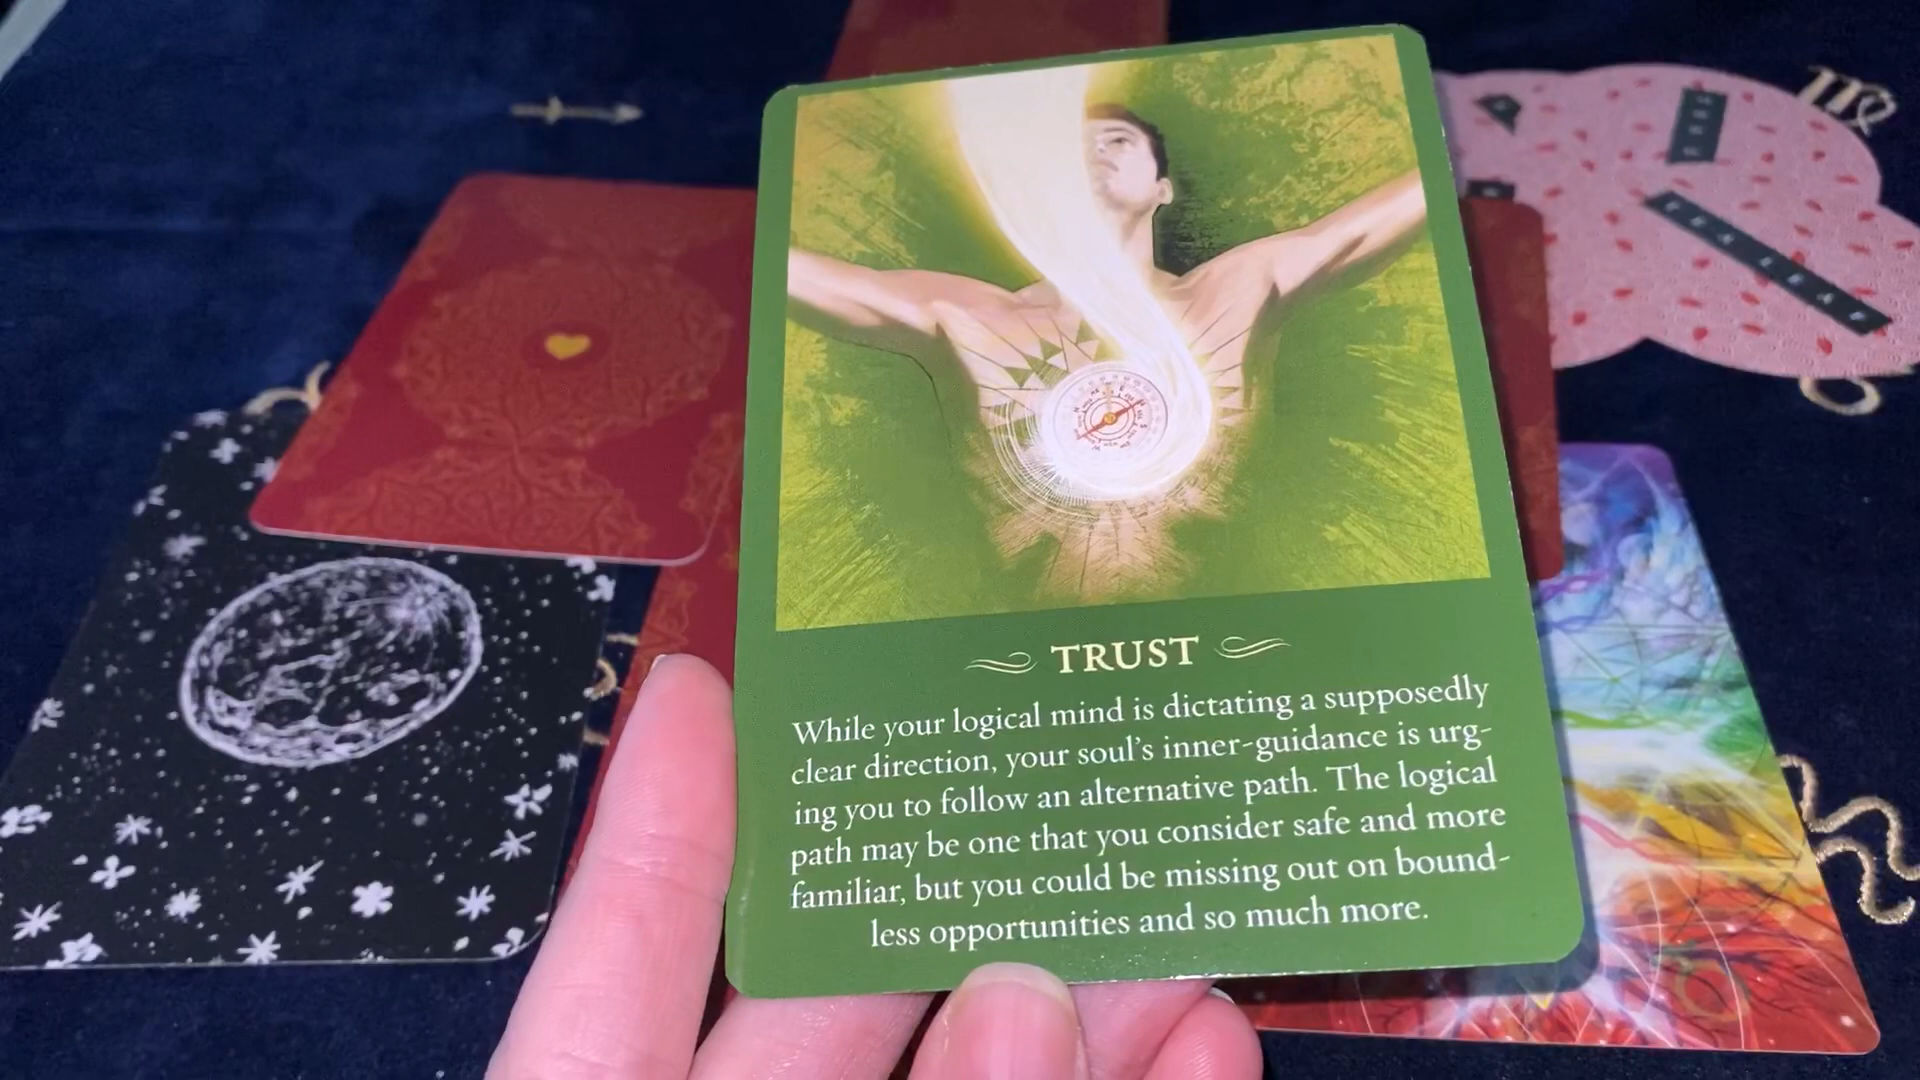 TRUST
While your logical mind is dictating a supposedly
clear direction, your soul's inner-guidance is urg-
ing you to follow an alternative path. The logical
path may be one that you consider safe and more
familiar, but you could be missing out on bound-
less opportunities and so much more.